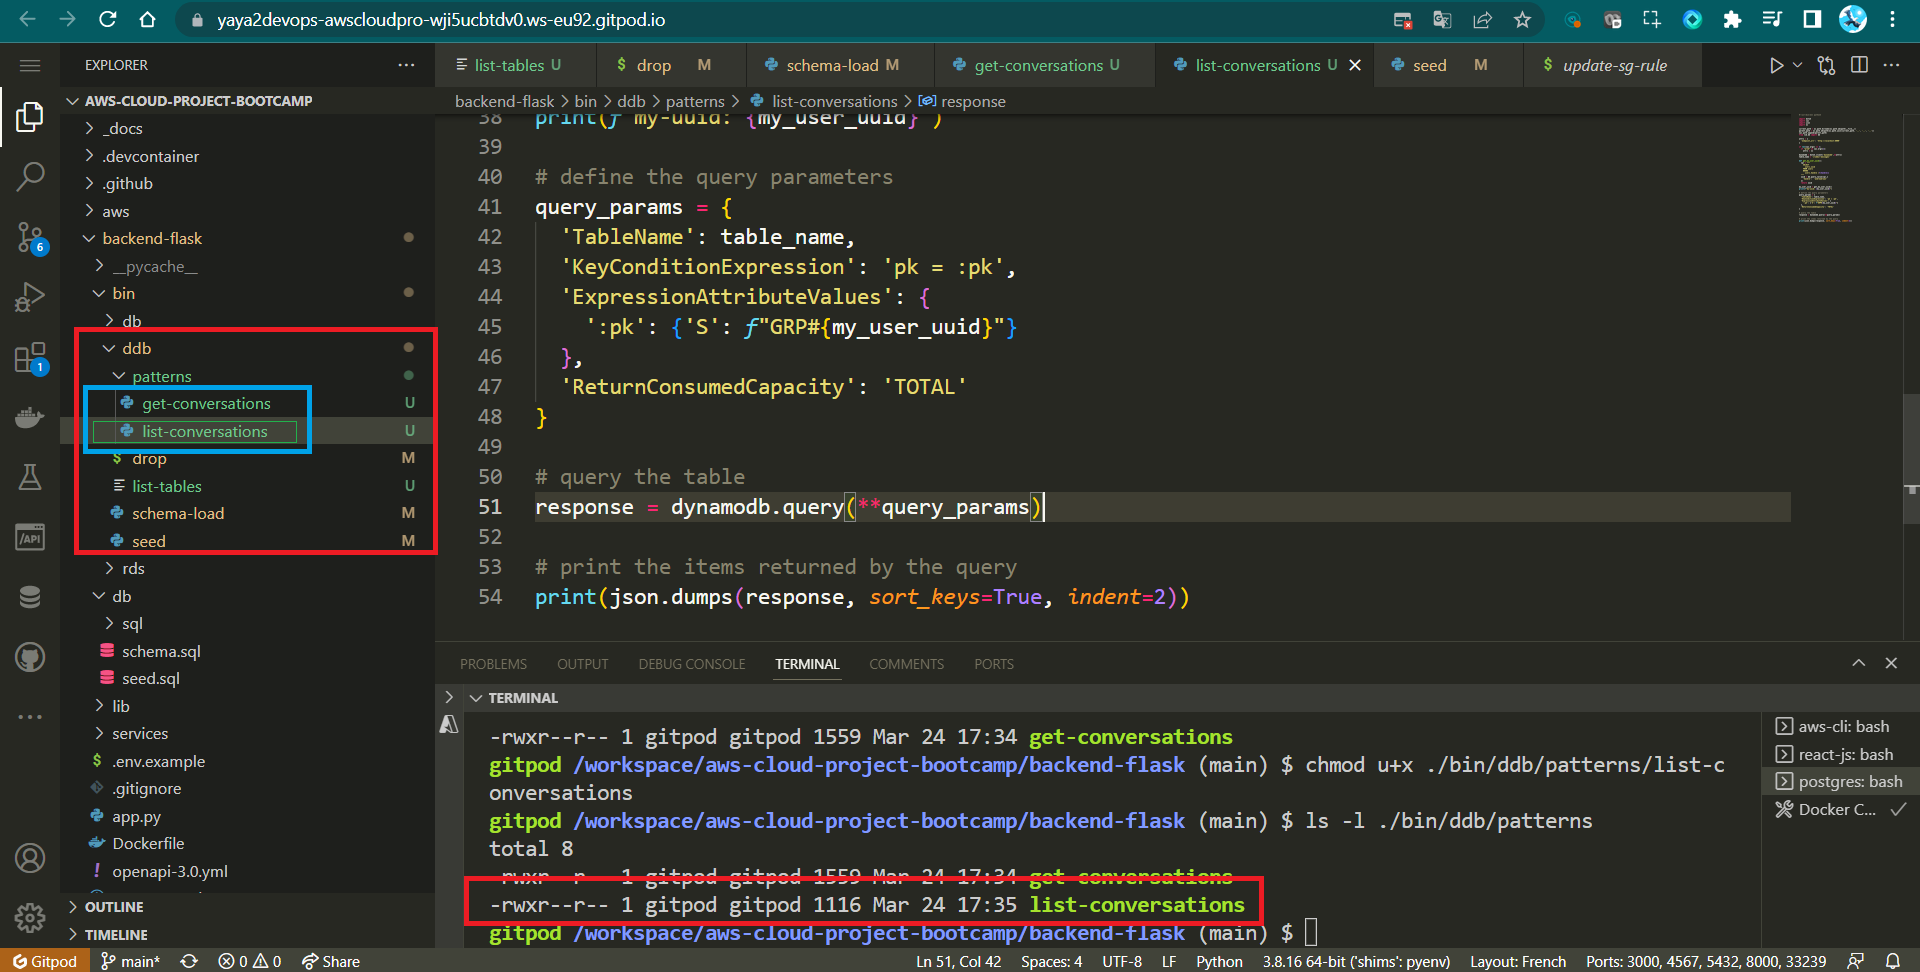 yaya2devops-awscloudpro-wji5ucbtdv0.ws-eu92.gitpod.io
EXPLORER
AWS-CLOUD-PROJECT-BOOTCAMP
_docs
.devcontainer
.github
aws
backend-flask
__pycache__
bin
db
ddb
patterns
get-conversations U
list-conversations U
$ drop M
list-tables U
schema-load M
seed M
rds
db
sql
schema.sql
seed.sql
lib
services
$ .env.example
.gitignore
app.py
Dockerfile
! openapi-3.0.yml
OUTLINE
TIMELINE
6
1
/API
list-tables U
$ drop M
schema-load M
get-conversations U
list-conversations U
seed M
$ update-sg-rule
backend-flask > bin > ddb > patterns > list-conversations > response
38 print(f"my-uuid: {my_user_uuid}")
39
40 # define the query parameters
41 query_params = {
42 'TableName': table_name,
43 'KeyConditionExpression': 'pk = :pk',
44 'ExpressionAttributeValues': {
45 ':pk': {'S': f"GRP#{my_user_uuid}"}
46 },
47 'ReturnConsumedCapacity': 'TOTAL'
48 }
49
50 # query the table
51 response = dynamodb.query(**query_params)
52
53 # print the items returned by the query
54 print(json.dumps(response, sort_keys=True, indent=2))
PROBLEMS OUTPUT DEBUG CONSOLE TERMINAL COMMENTS PORTS
TERMINAL
-rwxr--r-- 1 gitpod gitpod 1559 Mar 24 17:34 get-conversations
gitpod /workspace/aws-cloud-project-bootcamp/backend-flask (main) $ chmod u+x ./bin/ddb/patterns/list-c
onversations
gitpod /workspace/aws-cloud-project-bootcamp/backend-flask (main) $ ls -l ./bin/ddb/patterns
total 8
-rwxr--r-- 1 gitpod gitpod 1559 Mar 24 17:34 get-conversations
-rwxr--r-- 1 gitpod gitpod 1116 Mar 24 17:35 list-conversations
gitpod /workspace/aws-cloud-project-bootcamp/backend-flask (main) $
aws-cli: bash
react-js: bash
postgres: bash
Docker C...
Gitpod main* 0 0 Share Ln 51, Col 42 Spaces: 4 UTF-8 LF Python 3.8.16 64-bit ('shims': pyenv) Layout: French Ports: 3000, 4567, 5432, 8000, 33239